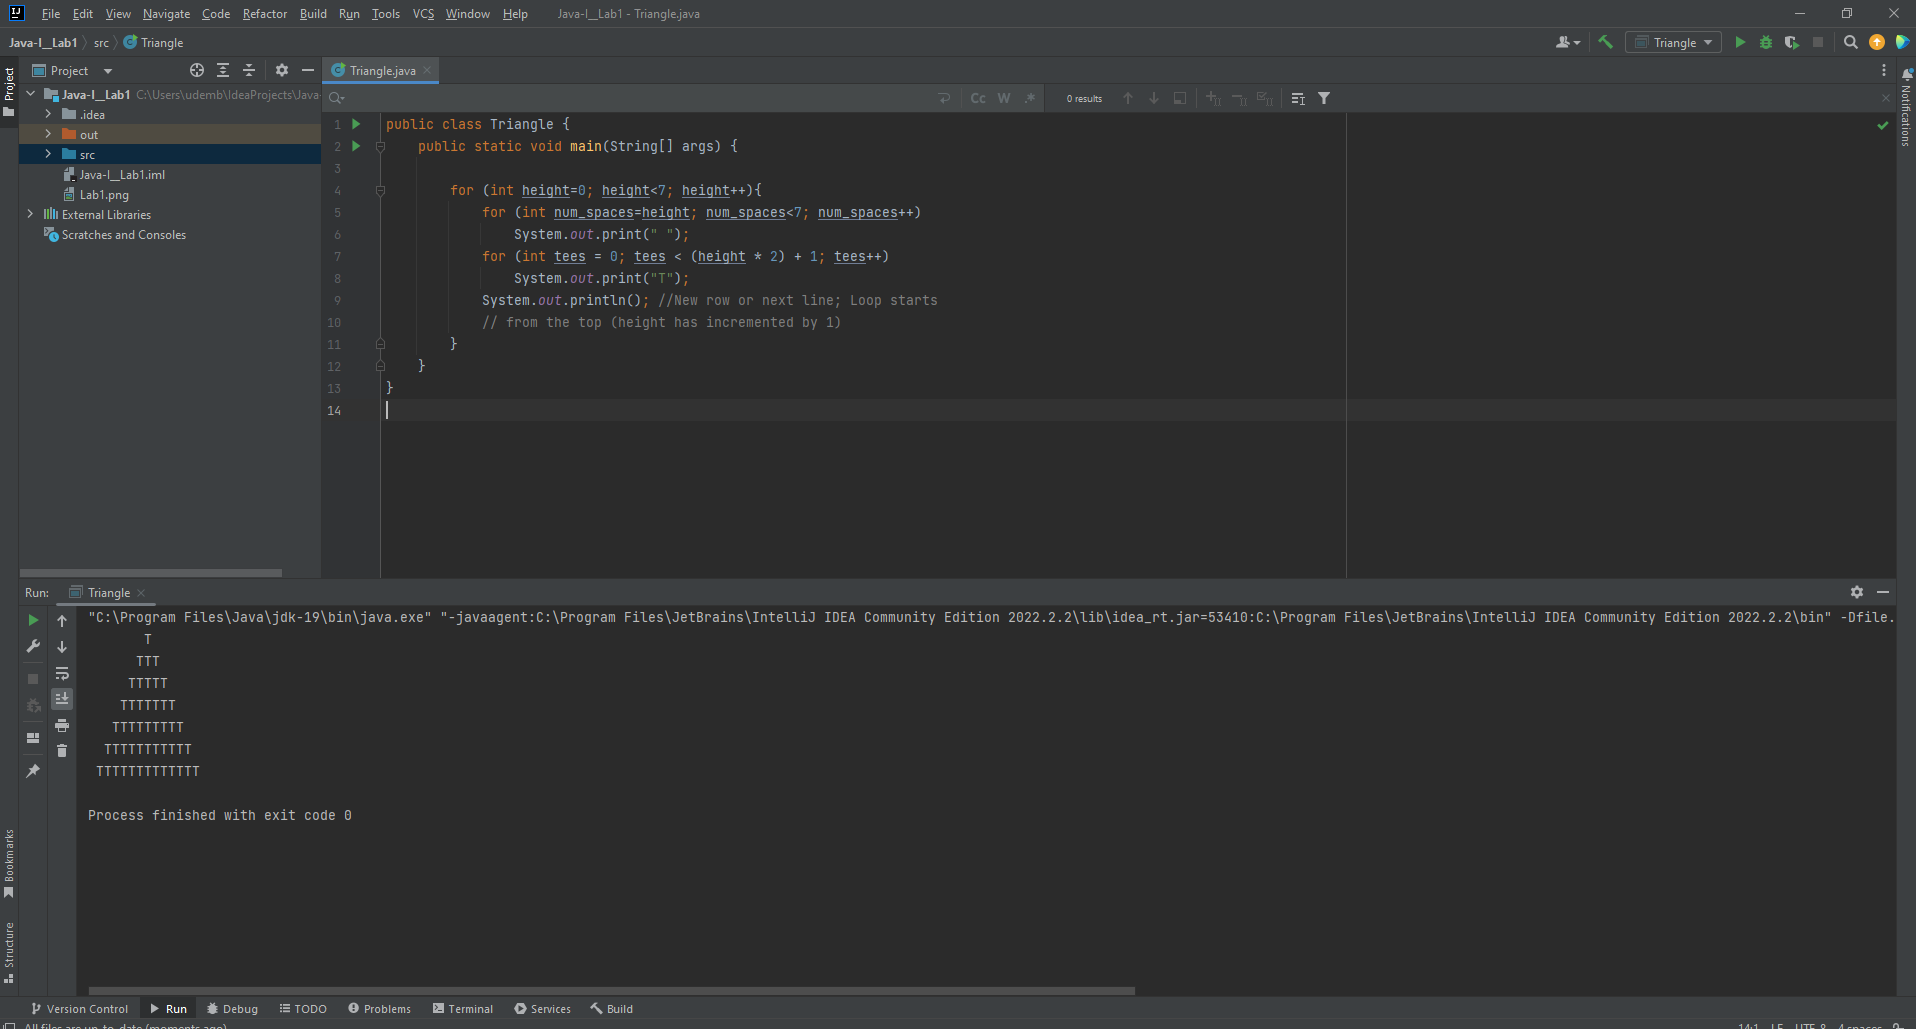 File Edit View Navigate Code Refactor Build Run Tools VCS Window Help Java-I_Lab1 - Triangle.java
Java-I_Lab1 src Triangle
Triangle
Project
Project
Triangle.java
Java-I_Lab1 C:\Users\udemb\IdeaProjects\Java-
.idea
out
src
Java-I_Lab1.iml
Lab1.png
External Libraries
Scratches and Consoles
Cc W .* 0 results
1 public class Triangle {
2     public static void main(String[] args) {
3
4         for (int height=0; height<7; height++){
5             for (int num_spaces=height; num_spaces<7; num_spaces++)
6                 System.out.print(" ");
7             for (int tees = 0; tees < (height * 2) + 1; tees++)
8                 System.out.print("T");
9             System.out.println(); //New row or next line; Loop starts
10             // from the top (height has incremented by 1)
11         }
12     }
13 }
14
Notifications
Run: Triangle
"C:\Program Files\Java\jdk-19\bin\java.exe" "-javaagent:C:\Program Files\JetBrains\IntelliJ IDEA Community Edition 2022.2.2\lib\idea_rt.jar=53410:C:\Program Files\JetBrains\IntelliJ IDEA Community Edition 2022.2.2\bin" -Dfile.
       T
      TTT
     TTTTT
    TTTTTTT
   TTTTTTTTT
  TTTTTTTTTTT
 TTTTTTTTTTTTT
Process finished with exit code 0
Bookmarks
Structure
Version Control Run Debug TODO Problems Terminal Services Build
All files are up-to-date (moments ago) 14:1 LF UTF-8 4 spaces